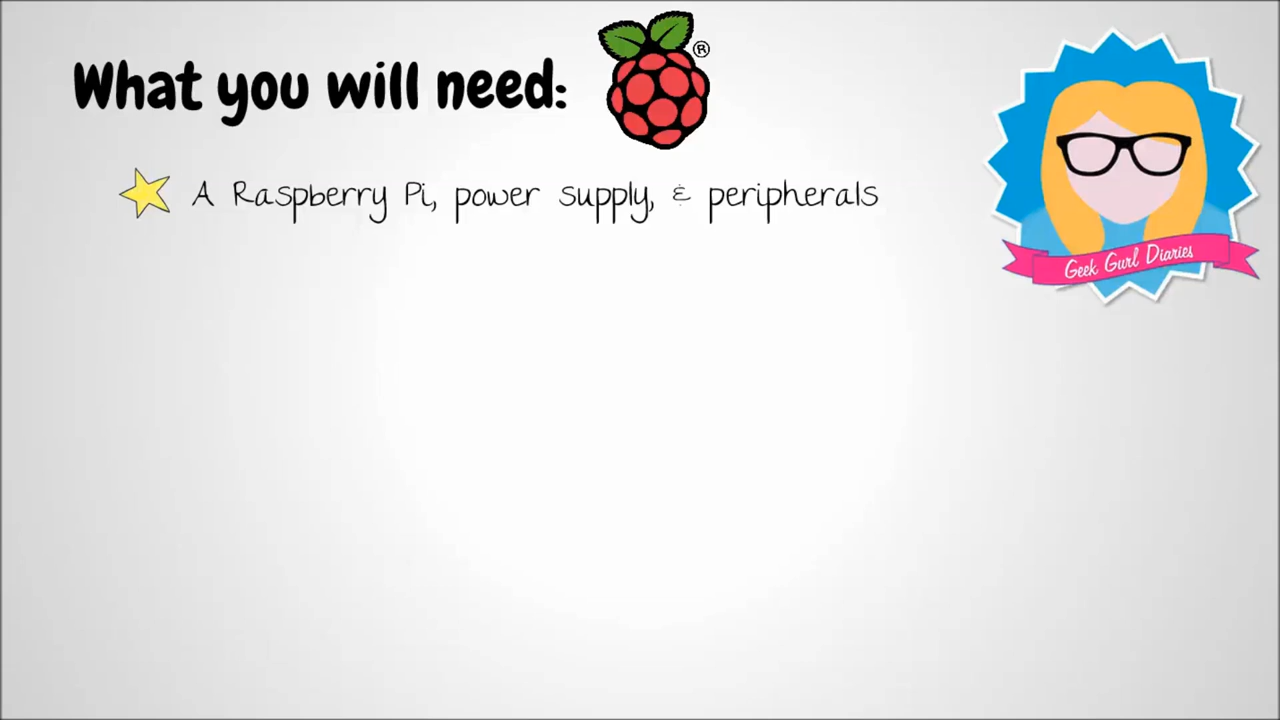 What you will need:
®
A Raspberry Pi, power supply, & peripherals
Geek Gurl Diaries